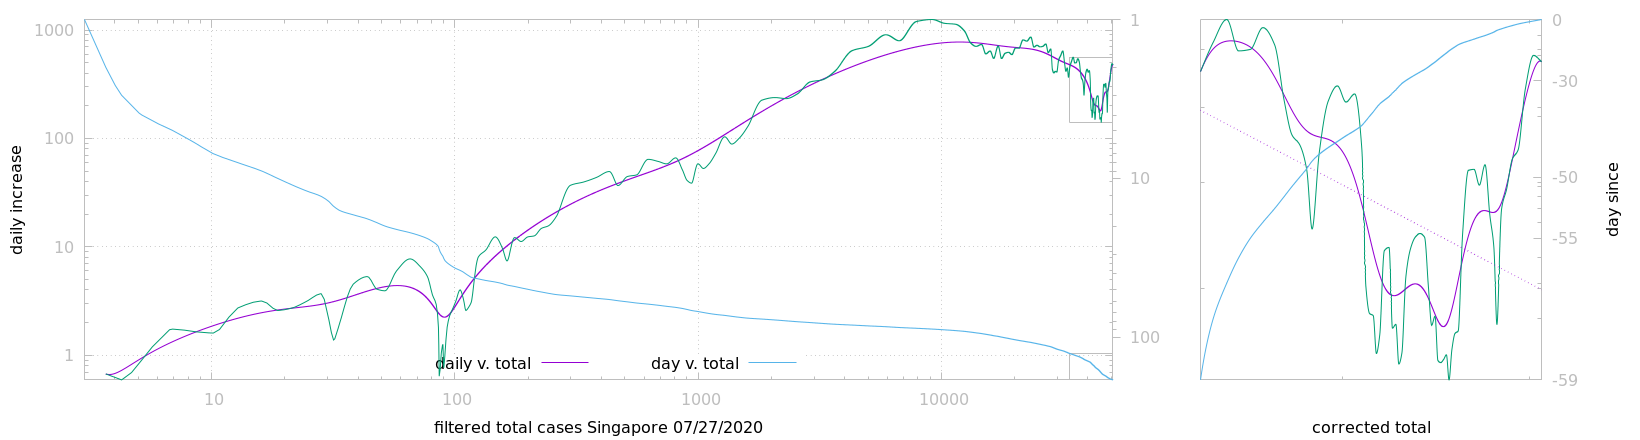 1000
100
10
1
daily increase
10
100
1000
10000
filtered total cases Singapore 07/27/2020
daily v. total
day v. total
1
10
100
0
-30
-50
-55
-59
day since
corrected total